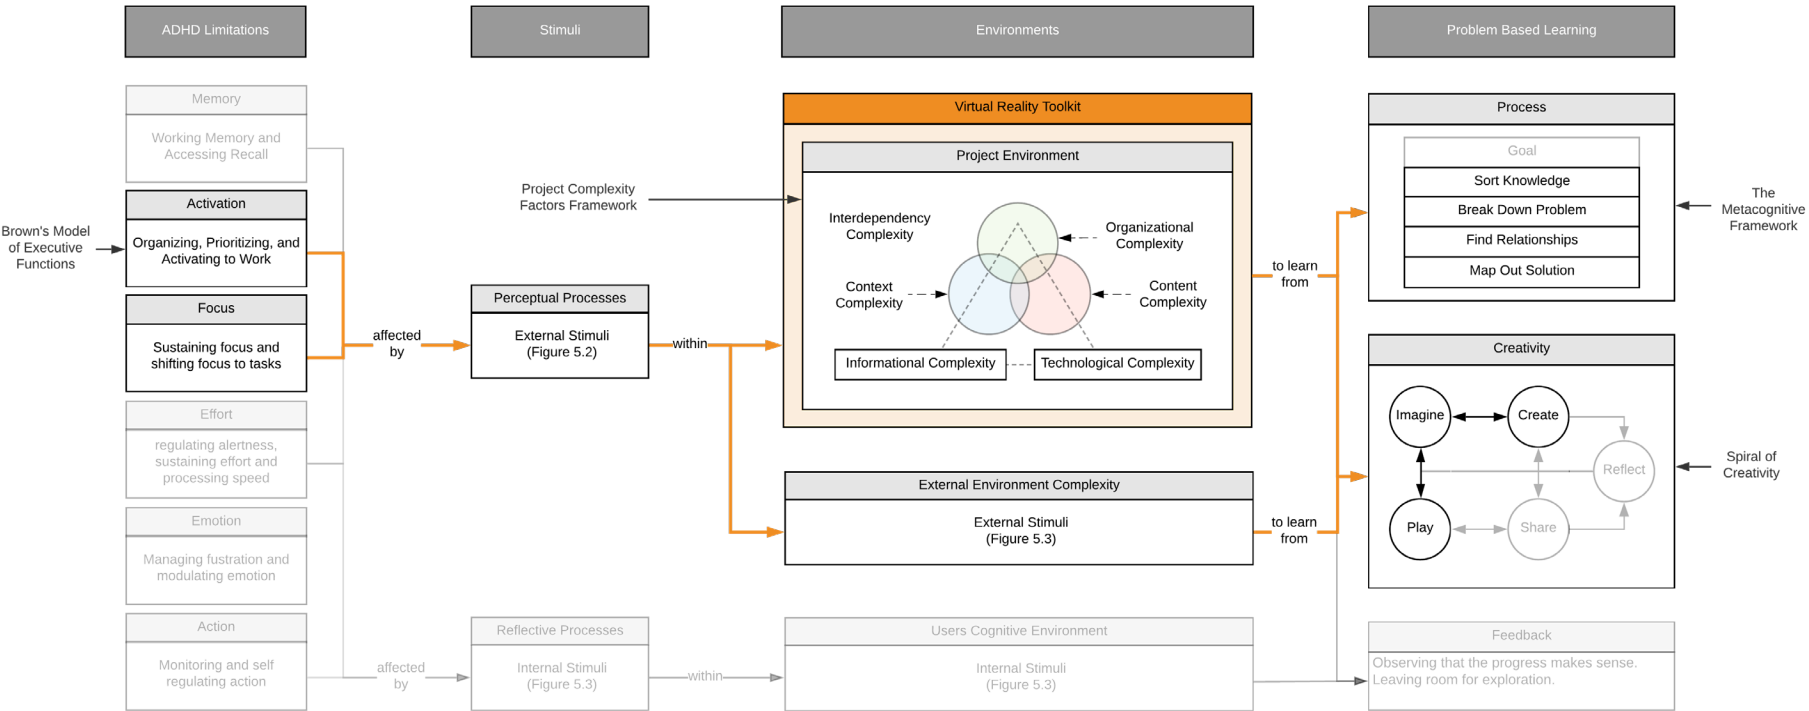 ADHD Limitations
Stimuli
Environments
Problem Based Learning
Memory
Working Memory and
Accessing Recall
Brown's Model
of Executive
Functions
Activation
Organizing, Prioritizing, and
Activating to Work
Focus
Sustaining focus and
shifting focus to tasks
Effort
regulating alertness,
sustaining effort and
processing speed
Emotion
Managing fustration and
modulating emotion
Action
Monitoring and self
regulating action
affected
by
affected
by
Perceptual Processes
External Stimuli
(Figure 5.2)
Reflective Processes
Internal Stimuli
(Figure 5.3)
within
within
Project Complexity
Factors Framework
Virtual Reality Toolkit
Project Environment
Interdependency
Complexity
Organizational
Complexity
Context
Complexity
Content
Complexity
Informational Complexity
Technological Complexity
External Environment Complexity
External Stimuli
(Figure 5.3)
Users Cognitive Environment
Internal Stimuli
(Figure 5.3)
to learn
from
to learn
from
Process
Goal
Sort Knowledge
Break Down Problem
Find Relationships
Map Out Solution
The
Metacognitive
Framework
Creativity
Imagine
Create
Reflect
Play
Share
Spiral of
Creativity
Feedback
Observing that the progress makes sense.
Leaving room for exploration.